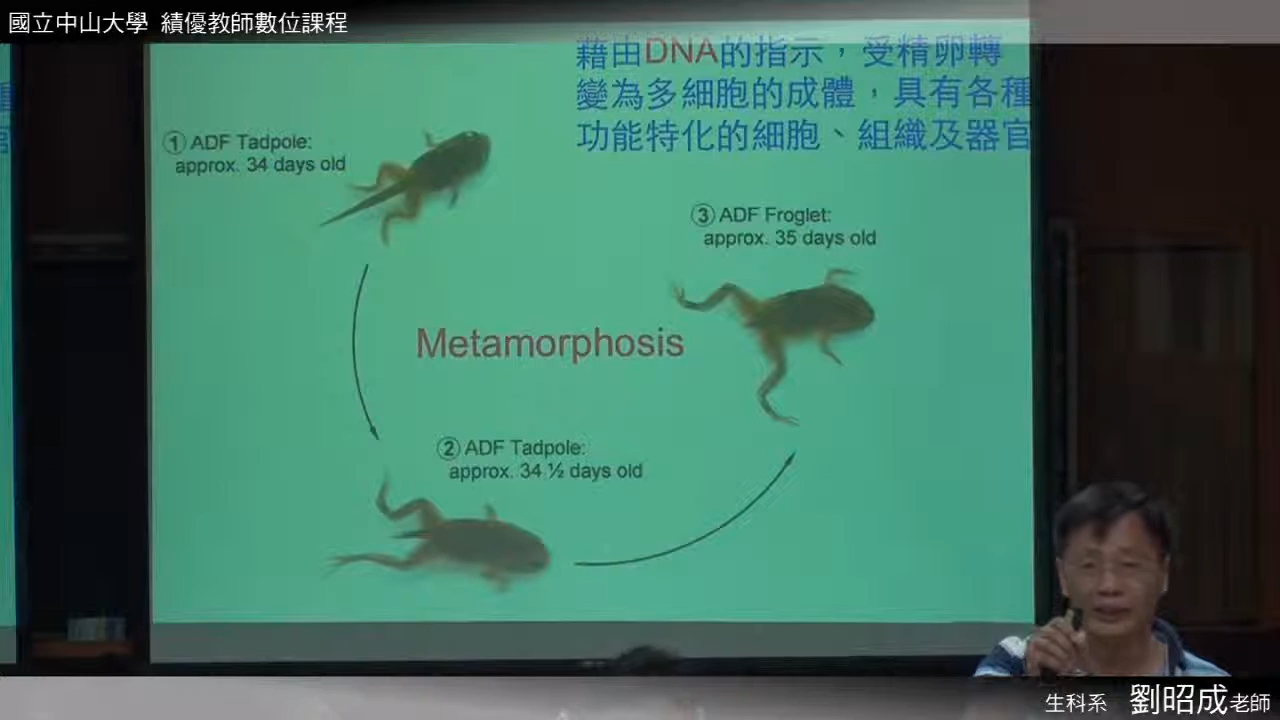 國立中山大學 績優教師數位課程
藉由DNA的指示，受精卵轉
變為多細胞的成體，具有各種
功能特化的細胞、組織及器官
① ADF Tadpole:
approx. 34 days old
③ ADF Froglet:
approx. 35 days old
Metamorphosis
② ADF Tadpole:
approx. 34 ½ days old
生科系 劉昭成老師